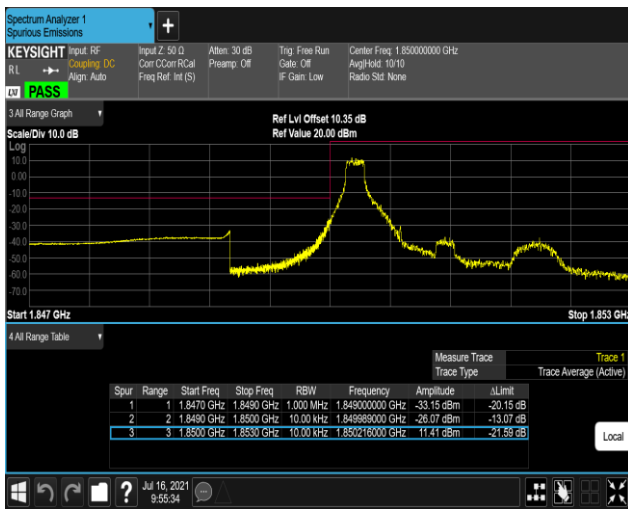 Spectrum Analyzer 1
Spurious Emissions
KEYSIGHT Input: RF Input Z: 50 Ω Atten: 30 dB Trig: Free Run Center Freq: 1.850000000 GHz
R L Coupling: DC Corr CCorr RCal Preamp: Off Gate: Off Avg|Hold: 10/10
Align: Auto Freq Ref: Int (S) IF Gain: Low Radio Std: None
LXI PASS
3 All Range Graph
Ref Lvl Offset 10.35 dB
Scale/Div 10.0 dB Ref Value 20.00 dBm
Log
10.0
0.00
-10.0
-20.0
-30.0
-40.0
-50.0
-60.0
-70.0
Start 1.847 GHz Stop 1.853 GHz
4 All Range Table
Measure Trace Trace 1
Trace Type Trace Average (Active)
Spur Range Start Freq Stop Freq RBW Frequency Amplitude ΔLimit
1 1 1.8470 GHz 1.8490 GHz 1.000 MHz 1.849000000 GHz -33.15 dBm -20.15 dB
2 2 1.8490 GHz 1.8500 GHz 10.00 kHz 1.849989000 GHz -26.07 dBm -13.07 dB
3 3 1.8500 GHz 1.8530 GHz 10.00 kHz 1.850216000 GHz 11.41 dBm -21.59 dB
Local
Jul 16, 2021
9:55:34